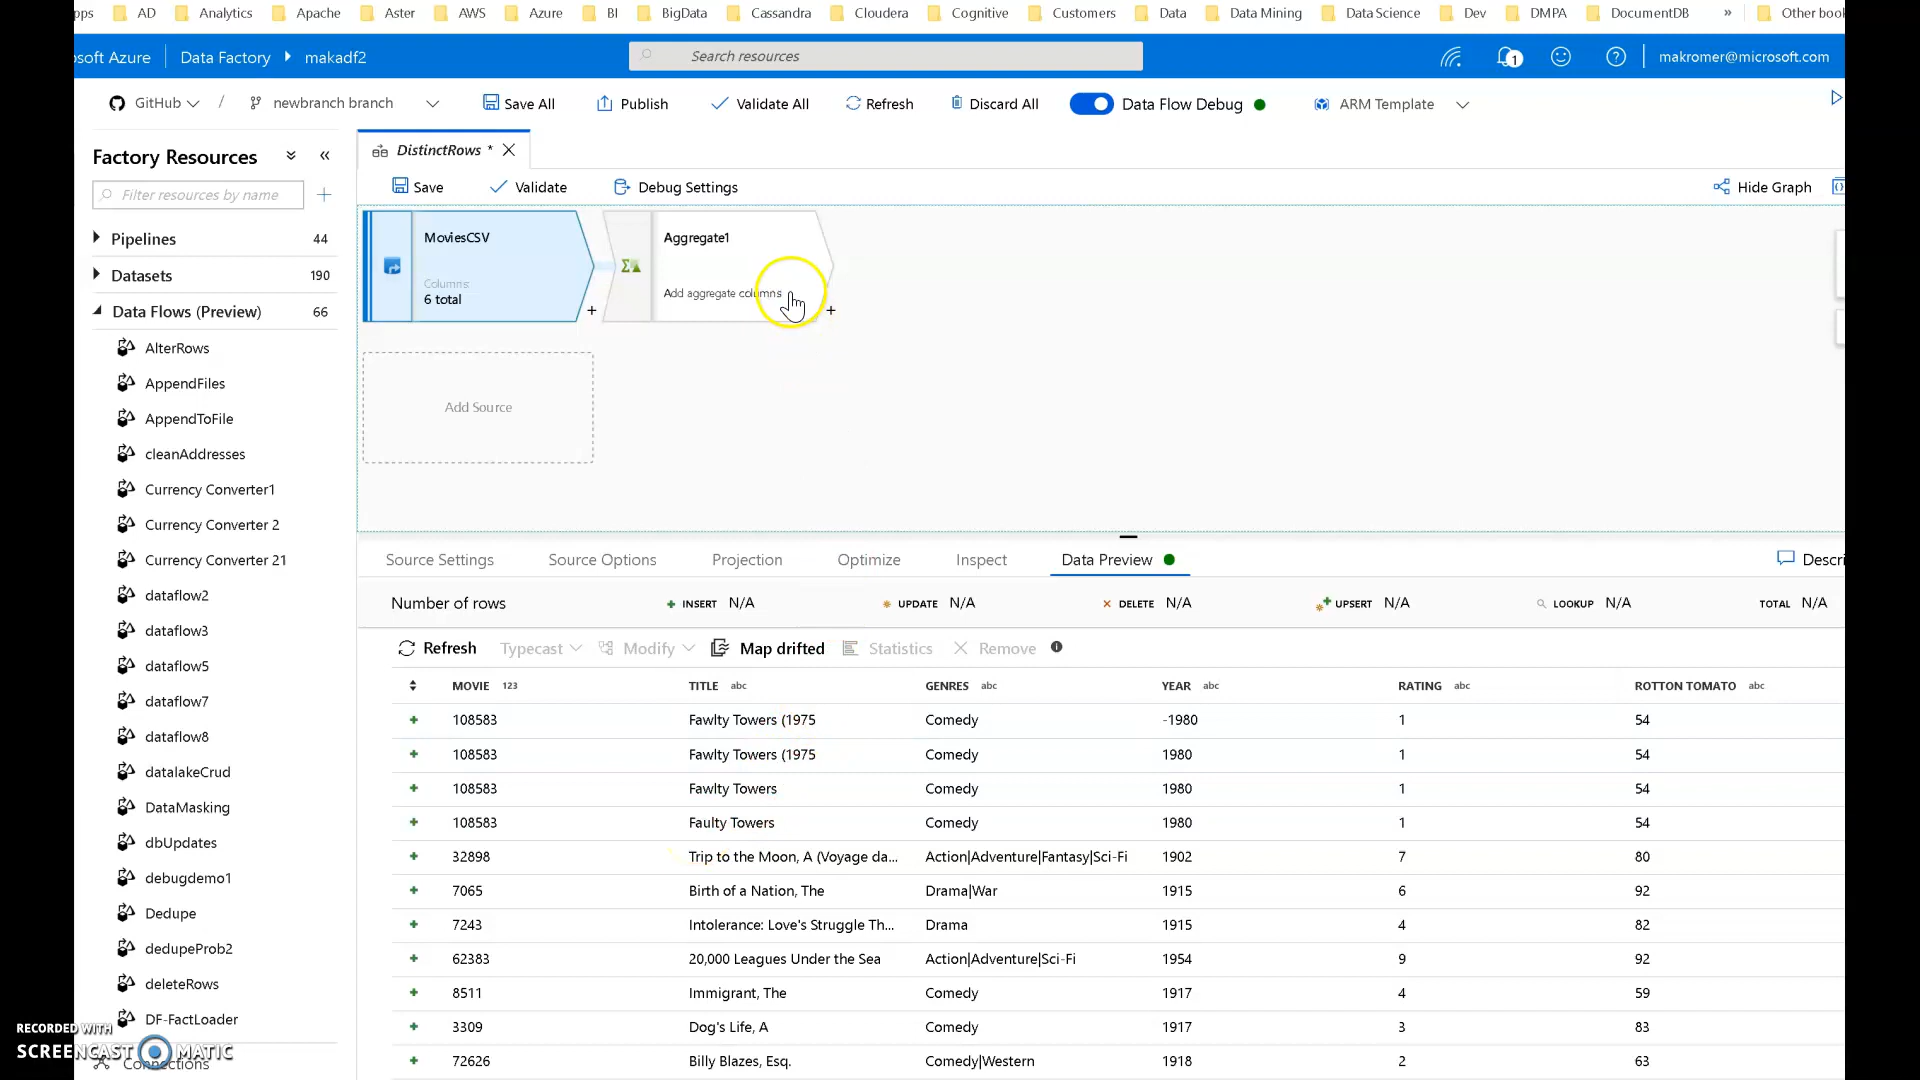 pps AD Analytics Apache Aster AWS Azure BI BigData Cassandra Cloudera Cognitive Customers Data Data Mining Data Science Dev DMPA DocumentDB » Other book
osoft Azure Data Factory makadf2 Search resources 1 makromer@microsoft.com
GitHub / newbranch branch Save All Publish Validate All Refresh Discard All Data Flow Debug ARM Template
Factory Resources
DistinctRows *
Filter resources by name
Save Validate Debug Settings Hide Graph
Pipelines 44
Datasets 190
Data Flows (Preview) 66
AlterRows
AppendFiles
AppendToFile
cleanAddresses
Currency Converter1
Currency Converter 2
Currency Converter 21
dataflow2
dataflow3
dataflow5
dataflow7
dataflow8
datalakeCrud
DataMasking
dbUpdates
debugdemo1
Dedupe
dedupeProb2
deleteRows
DF-FactLoader
Connections
MoviesCSV
Columns:
6 total
Aggregate1
Add aggregate columns
Add Source
Source Settings Source Options Projection Optimize Inspect Data Preview Descri
Number of rows INSERT N/A UPDATE N/A DELETE N/A UPSERT N/A LOOKUP N/A TOTAL N/A
Refresh Typecast Modify Map drifted Statistics Remove
MOVIE 123 TITLE abc GENRES abc YEAR abc RATING abc ROTTON TOMATO abc
108583 Fawlty Towers (1975 Comedy -1980 1 54
108583 Fawlty Towers (1975 Comedy 1980 1 54
108583 Fawlty Towers Comedy 1980 1 54
108583 Faulty Towers Comedy 1980 1 54
32898 Trip to the Moon, A (Voyage da... Action|Adventure|Fantasy|Sci-Fi 1902 7 80
7065 Birth of a Nation, The Drama|War 1915 6 92
7243 Intolerance: Love's Struggle Th... Drama 1915 4 82
62383 20,000 Leagues Under the Sea Action|Adventure|Sci-Fi 1954 9 92
8511 Immigrant, The Comedy 1917 4 59
3309 Dog's Life, A Comedy 1917 3 83
72626 Billy Blazes, Esq. Comedy|Western 1918 2 63
RECORDED WITH
SCREENCAST MATIC